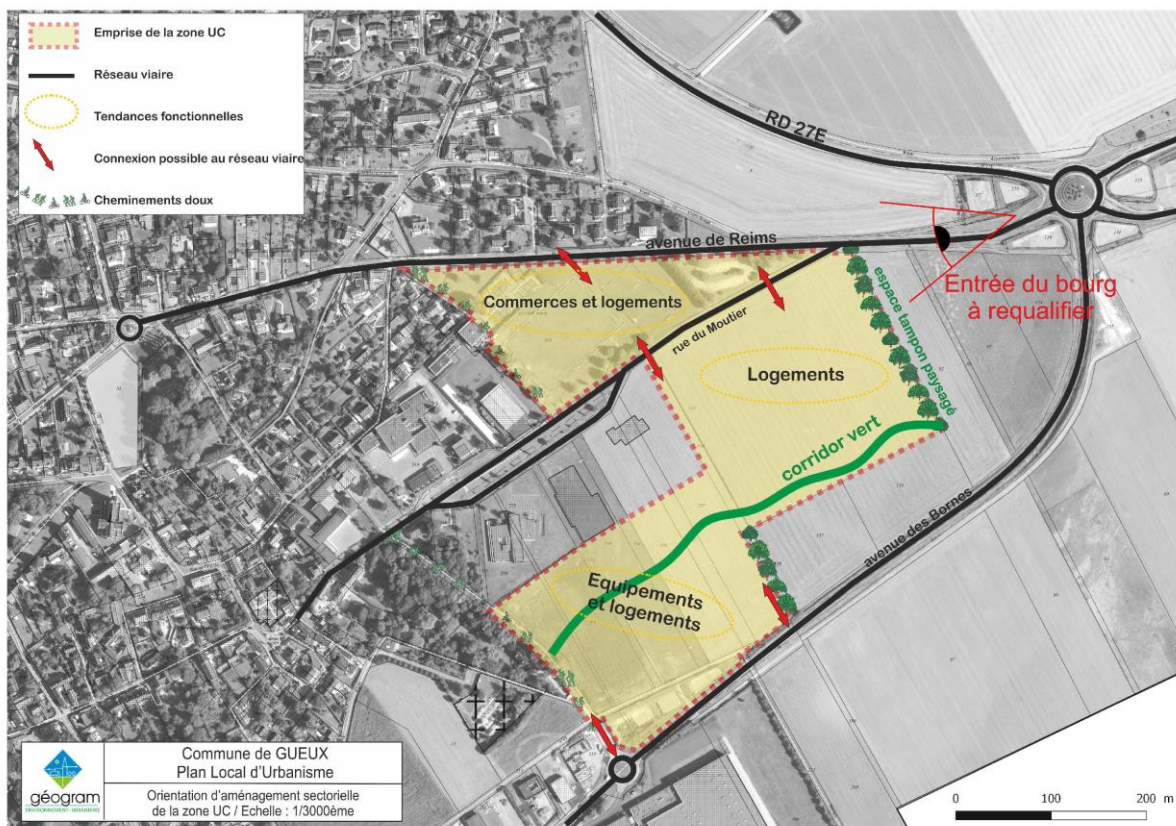 Emprise de la zone UC
Réseau viaire
Tendances fonctionnelles
Connexion possible au réseau viaire
Cheminements doux
RD 27E
avenue de Reims
Entrée du bourg
à requalifier
Commerces et logements
rue du Moutier
espace tampon paysagé
Logements
corridor vert
avenue des Bornes
Equipements
et logements
géogram
ENVIRONNEMENT - URBANISME
Commune de GUEUX
Plan Local d'Urbanisme
Orientation d'aménagement sectorielle
de la zone UC / Echelle : 1/3000ème
0 100 200 m